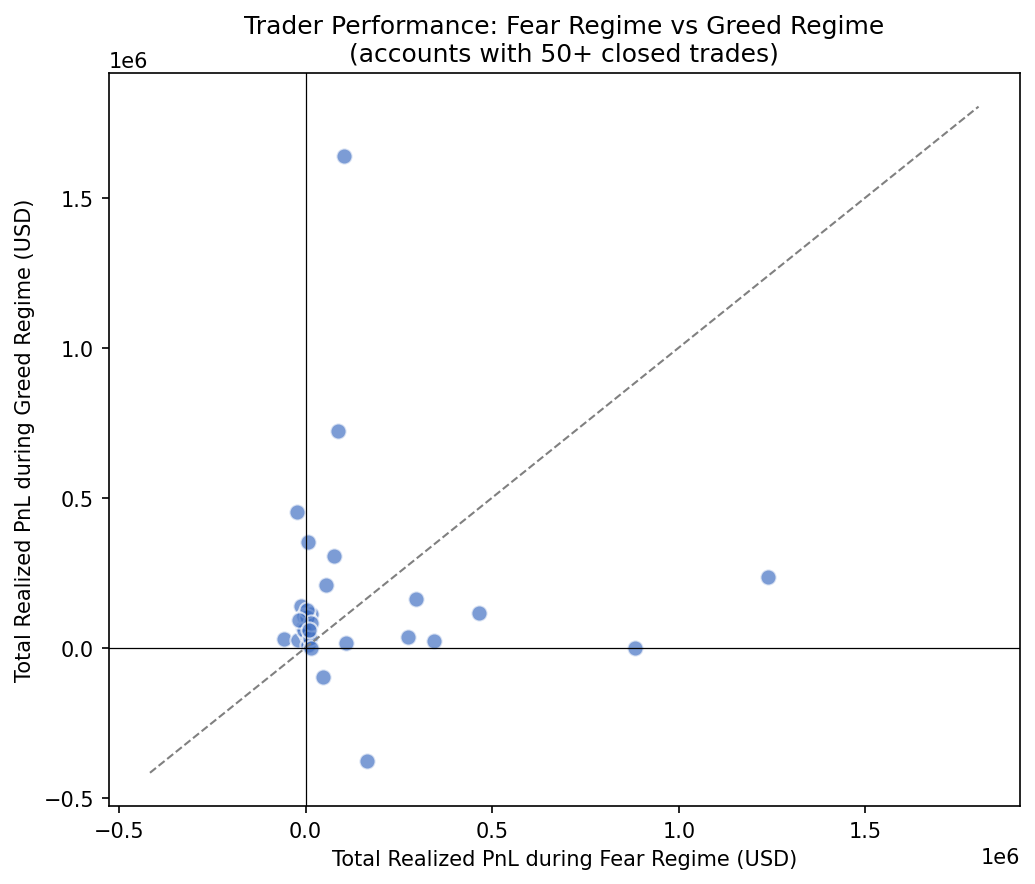 Trader Performance: Fear Regime vs Greed Regime
(accounts with 50+ closed trades)
1e6
Total Realized PnL during Greed Regime (USD)
1.5
1.0
0.5
0.0
−0.5
−0.5 0.0 0.5 1.0 1.5
Total Realized PnL during Fear Regime (USD)
1e6